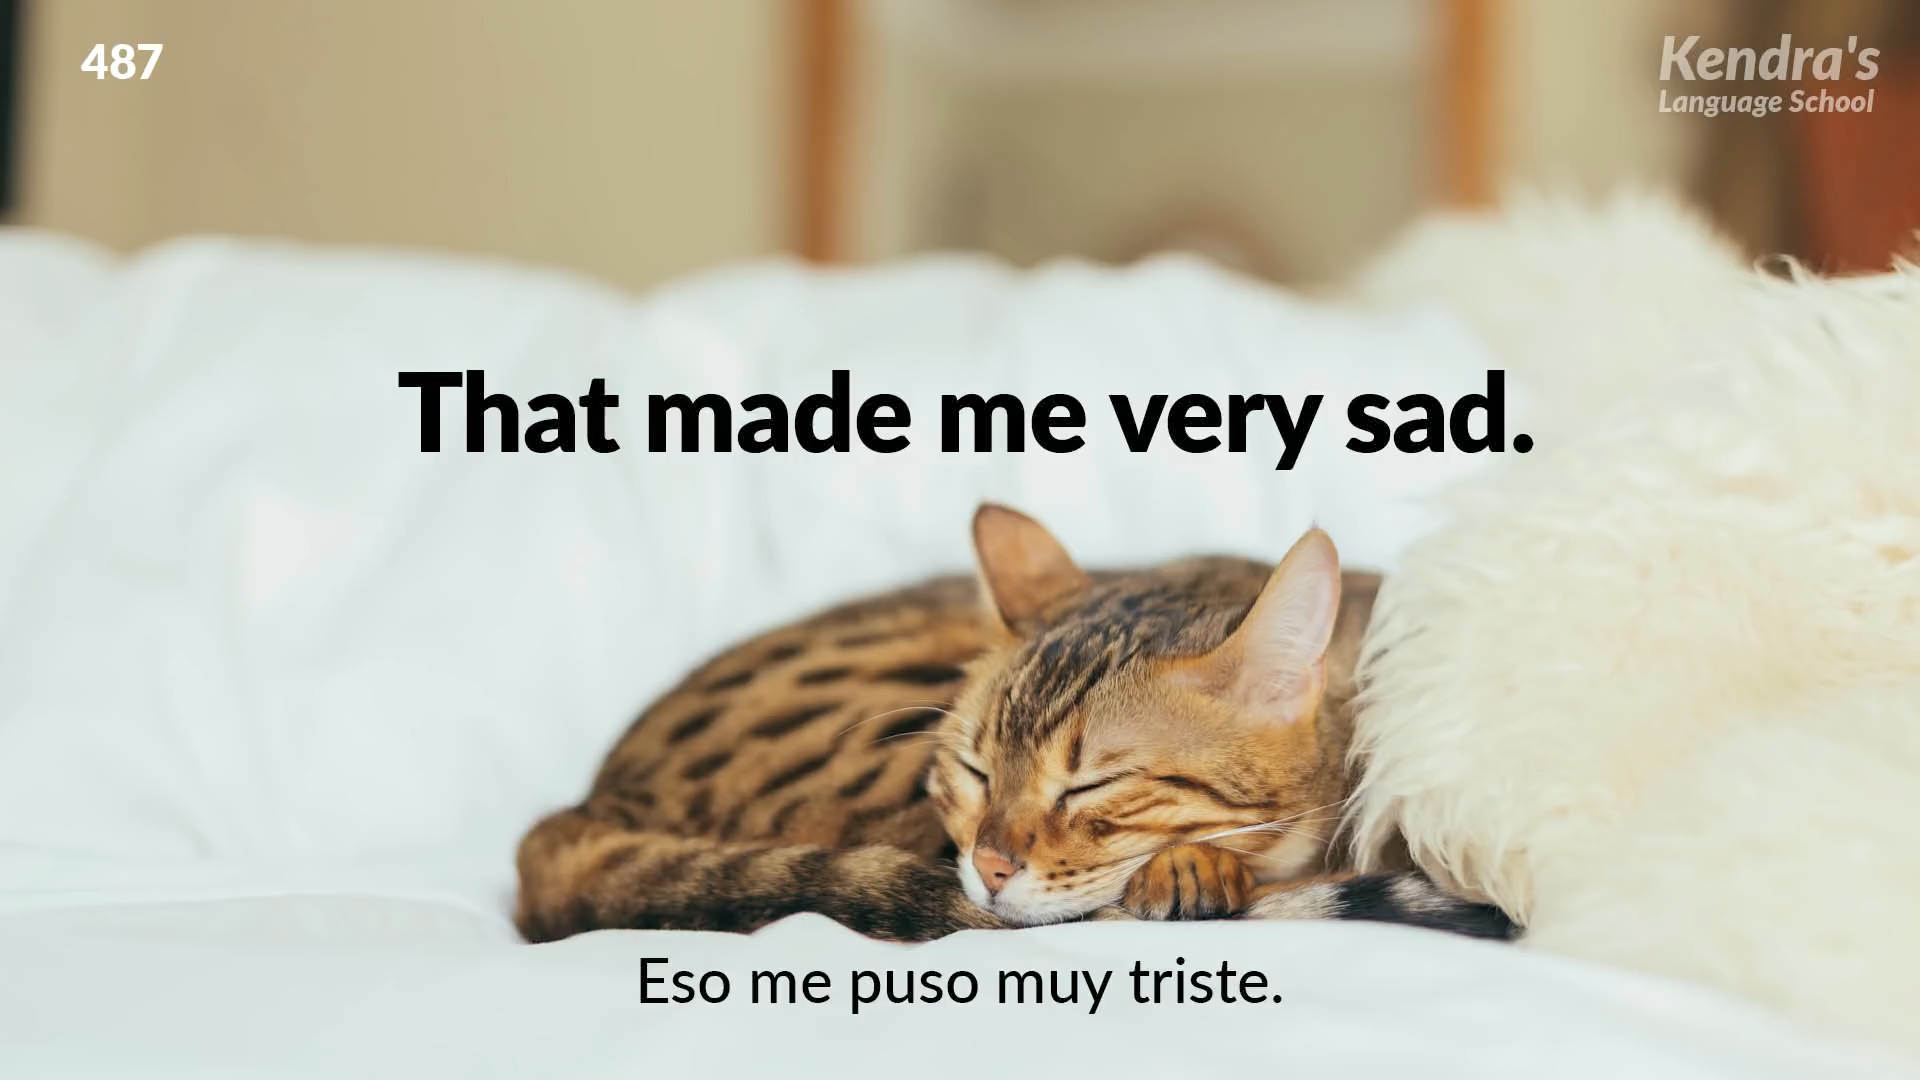 487
Kendra's
Language School
That made me very sad.
Eso me puso muy triste.